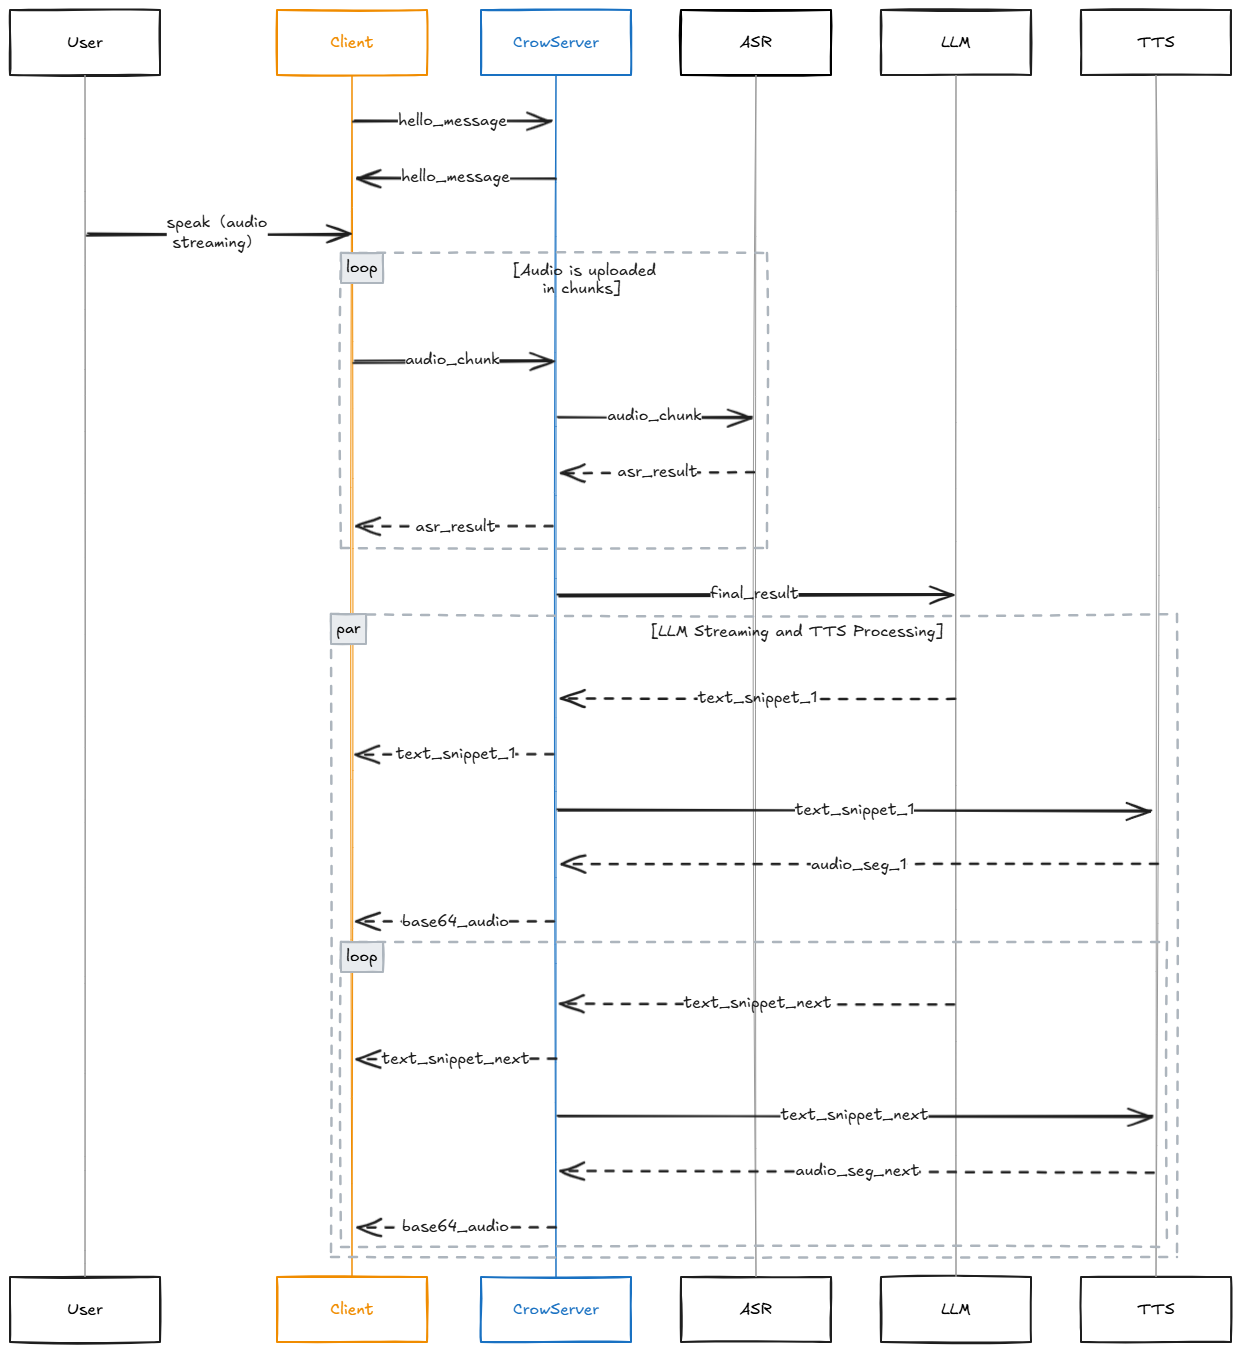 User
Client
CrowServer
ASR
LLM
TTS
hello_message
hello_message
speak (audio
streaming)
loop
[Audio is uploaded
in chunks]
audio_chunk
audio_chunk
asr_result
asr_result
final_result
par
[LLM Streaming and TTS Processing]
text_snippet_1
text_snippet_1
text_snippet_1
audio_seg_1
base64_audio
loop
text_snippet_next
text_snippet_next
text_snippet_next
audio_seg_next
base64_audio
User
Client
CrowServer
ASR
LLM
TTS